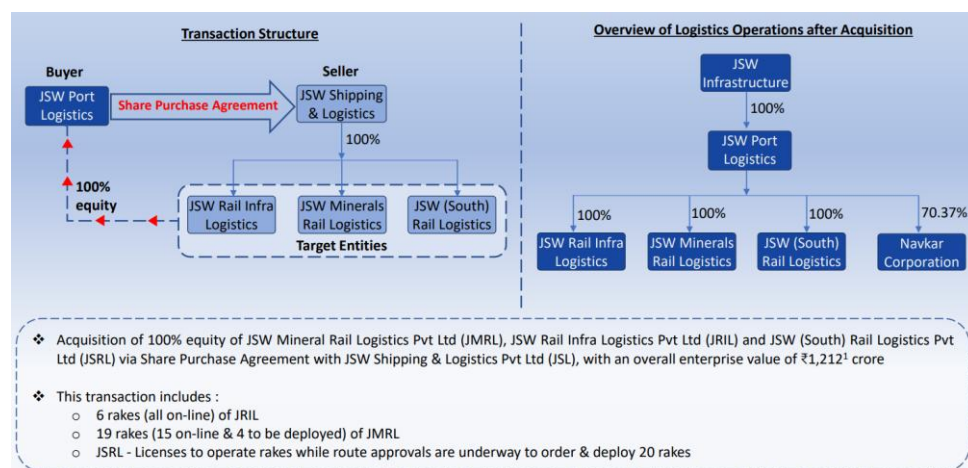 Transaction Structure
Buyer
JSW Port
Logistics
Share Purchase Agreement
Seller
JSW Shipping
& Logistics
100%
100%
equity
JSW Rail Infra
Logistics
JSW Minerals
Rail Logistics
JSW (South)
Rail Logistics
Target Entities
Overview of Logistics Operations after Acquisition
JSW
Infrastructure
100%
JSW Port
Logistics
100%
100%
100%
70.37%
JSW Rail Infra
Logistics
JSW Minerals
Rail Logistics
JSW (South)
Rail Logistics
Navkar
Corporation
❖ Acquisition of 100% equity of JSW Mineral Rail Logistics Pvt Ltd (JMRL), JSW Rail Infra Logistics Pvt Ltd (JRIL) and JSW (South) Rail Logistics Pvt
Ltd (JSRL) via Share Purchase Agreement with JSW Shipping & Logistics Pvt Ltd (JSL), with an overall enterprise value of ₹1,212¹ crore
❖ This transaction includes :
o 6 rakes (all on-line) of JRIL
o 19 rakes (15 on-line & 4 to be deployed) of JMRL
o JSRL - Licenses to operate rakes while route approvals are underway to order & deploy 20 rakes